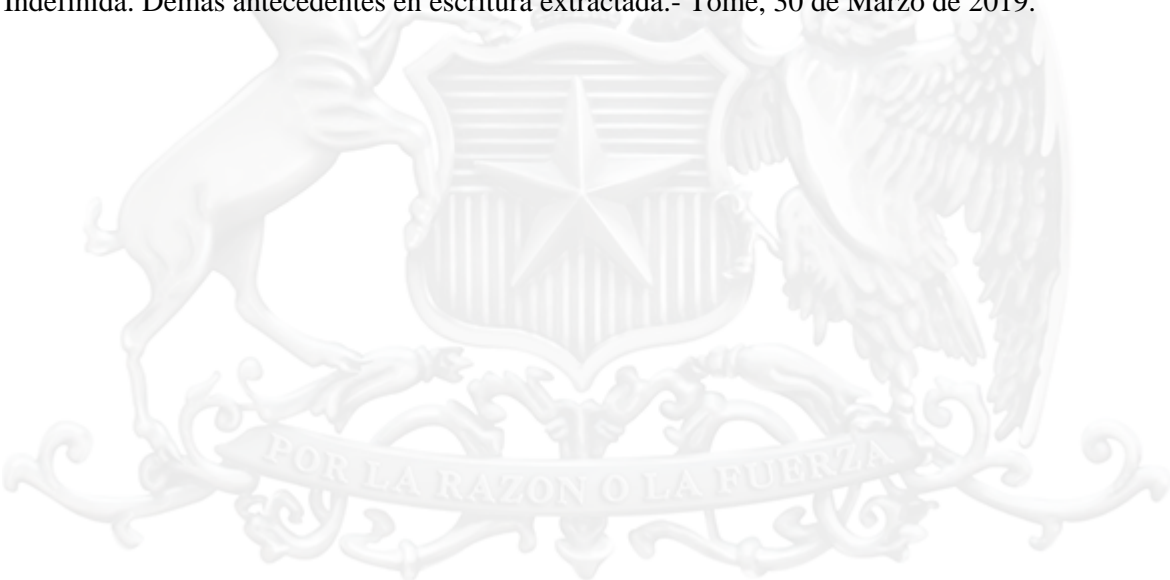 Indefinida. Demás antecedentes en escritura extractada.- Tomé, 30 de Marzo de 2019.
POR LA RAZON O LA FUERZA